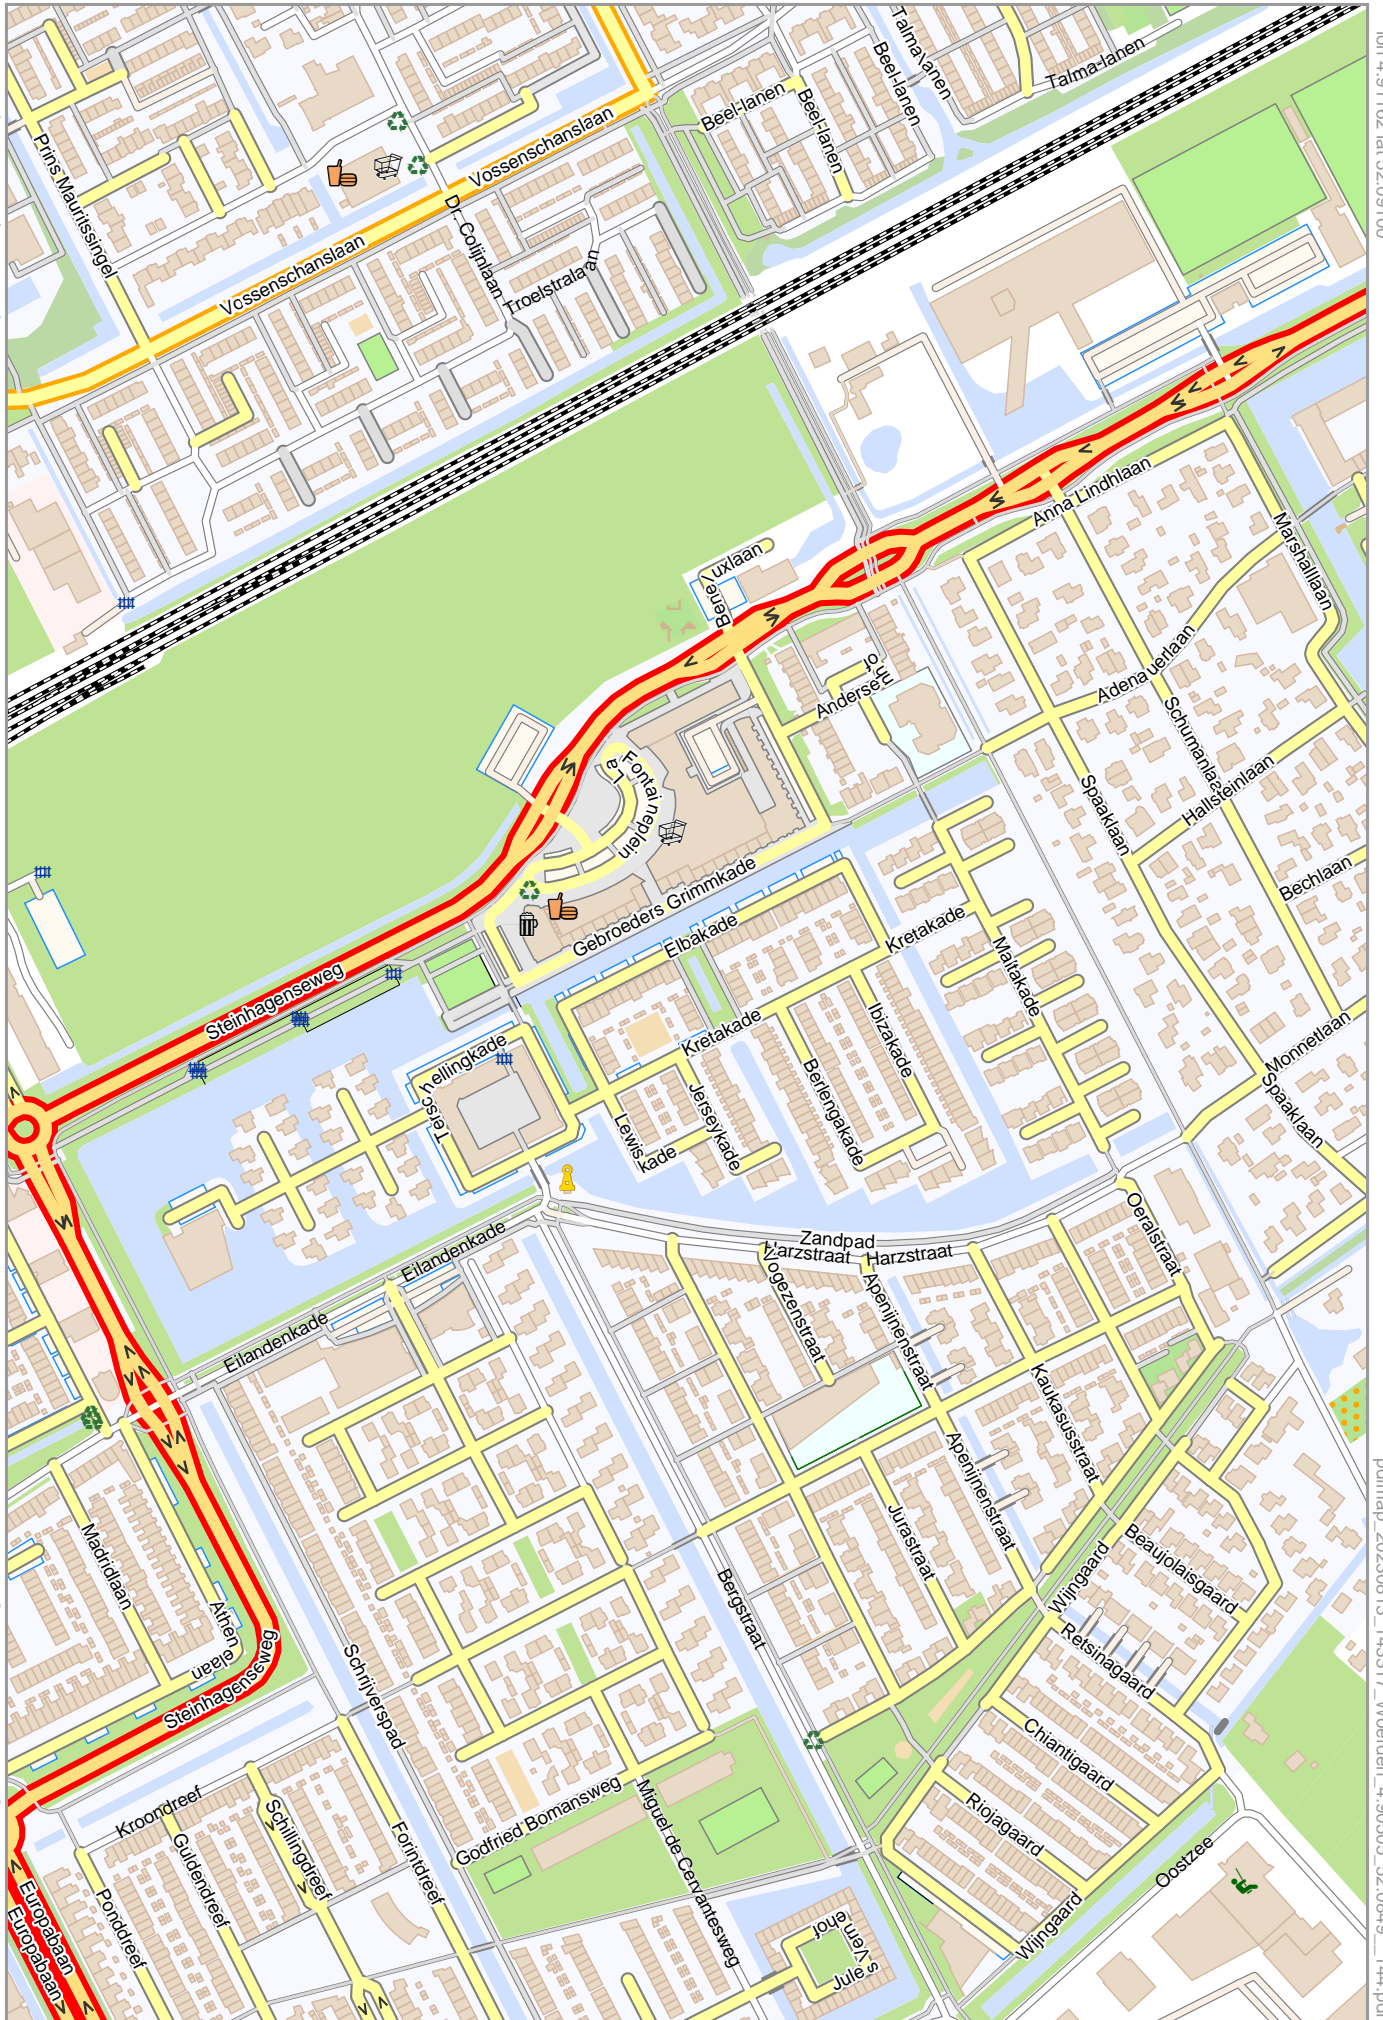 Talmalanen
Beel-lanen
Talma-lanen
Beel-lanen
Beel-lanen
Prins Mauritssingel
Vossenschanslaan
Dr. Colijnlaan
Vossenschanslaan
Troelstralaan
Anna Lindhlaan
Marshalllaan
Beneluxlaan
Adenauerlaan
Andersenhof
Schumanlaan
La Fontaineplein
Spaaklaan
Hallsteinlaan
Bechlaan
Gebroeders Grimmkade
Elbakade
Kretakade
Maltakade
Steinhagenseweg
Ibizakade
Kretakade
Monnetlaan
Terschellingkade
Berlengakade
Jerseykade
Spaaklaan
Lewiskade
Oeralstraat
Zandpad
Harzstraat
Harzstraat
Eilandenkade
Vogezenstraat
Apenijnenstraat
Eilandenkade
Kaukasusstraat
Apenijnenstraat
Madridlaan
Jurastraat
Beaujolaisgaard
Wijngaard
Bergstraat
Athenelaan
Retsinagaard
Steinhagenseweg
Schrijverspad
Chiantigaard
Kroondreef
Godfried Bomansweg
Miguel de Cervantesweg
Schillingdreef
Riojagaard
Guldendreef
Forintdreef
Oostzee
Ponddreef
Europabaan
Europabaan
Wijngaard
Jules Vernehof